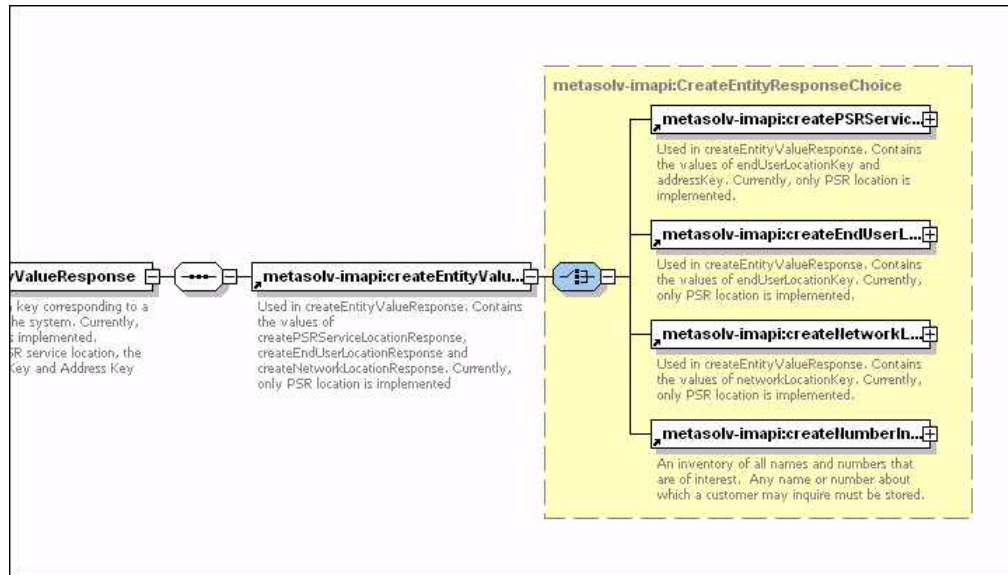 metasolv-imapi:CreateEntityResponseChoice
metasolv-imapi:createPSRServic...
Used in createEntityValueResponse. Contains
the values of endUserLocationKey and
addressKey. Currently, only PSR location is
implemented.
metasolv-imapi:createEndUserL...
Used in createEntityValueResponse. Contains
the values of endUserLocationKey. Currently,
only PSR location is implemented.
yValueResponse
key corresponding to a
he system. Currently,
s implemented.
SR service location, the
Key and Address Key
metasolv-imapi:createEntityValu...
Used in createEntityValueResponse. Contains
the values of
createPSRServiceLocationResponse,
createEndUserLocationResponse and
createNetworkLocationResponse. Currently,
only PSR location is implemented
metasolv-imapi:createNetworkL...
Used in createEntityValueResponse. Contains
the values of networkLocationKey. Currently,
only PSR location is implemented.
metasolv-imapi:createNumberIn...
An inventory of all names and numbers that
are of interest. Any name or number about
which a customer may inquire must be stored.